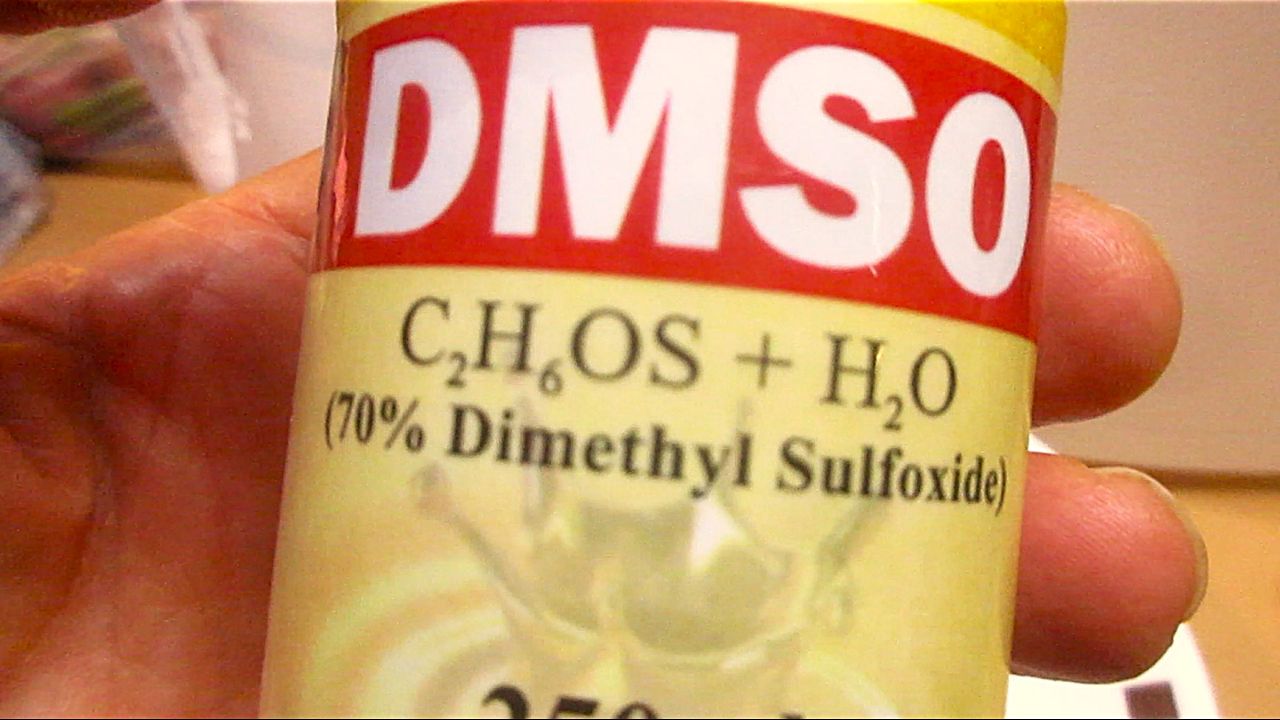 DMSO
C₂H₆OS + H₂O
(70% Dimethyl Sulfoxide)